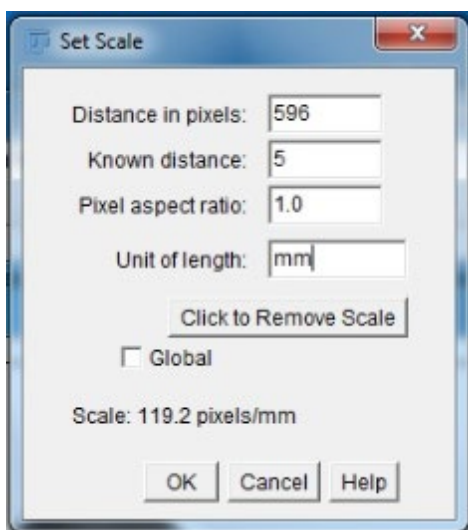 Set Scale
Distance in pixels: 596
Known distance: 5
Pixel aspect ratio: 1.0
Unit of length: mm
Click to Remove Scale
Global
Scale: 119.2 pixels/mm
OK Cancel Help